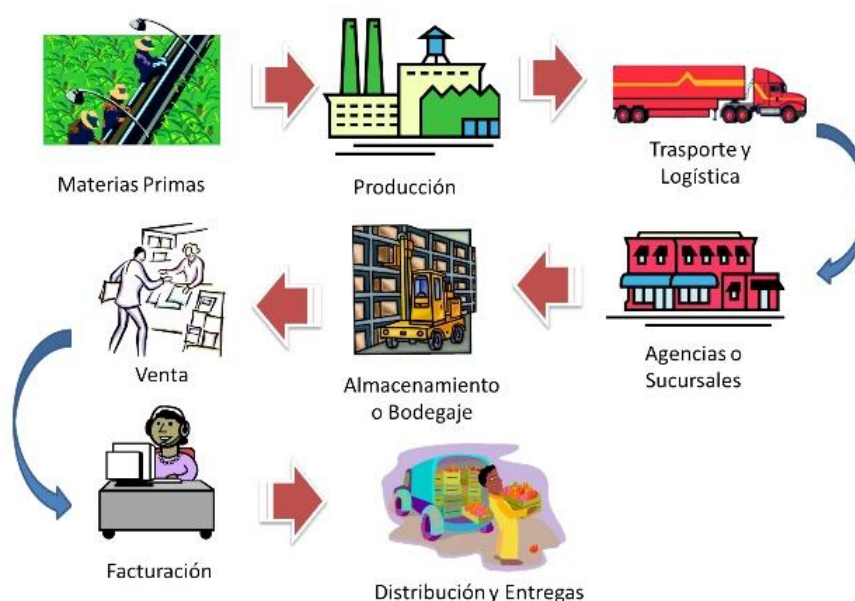 Materias Primas
Producción
Trasporte y
Logística
Agencias o
Sucursales
Almacenamiento
o Bodegaje
Venta
Facturación
Distribución y Entregas